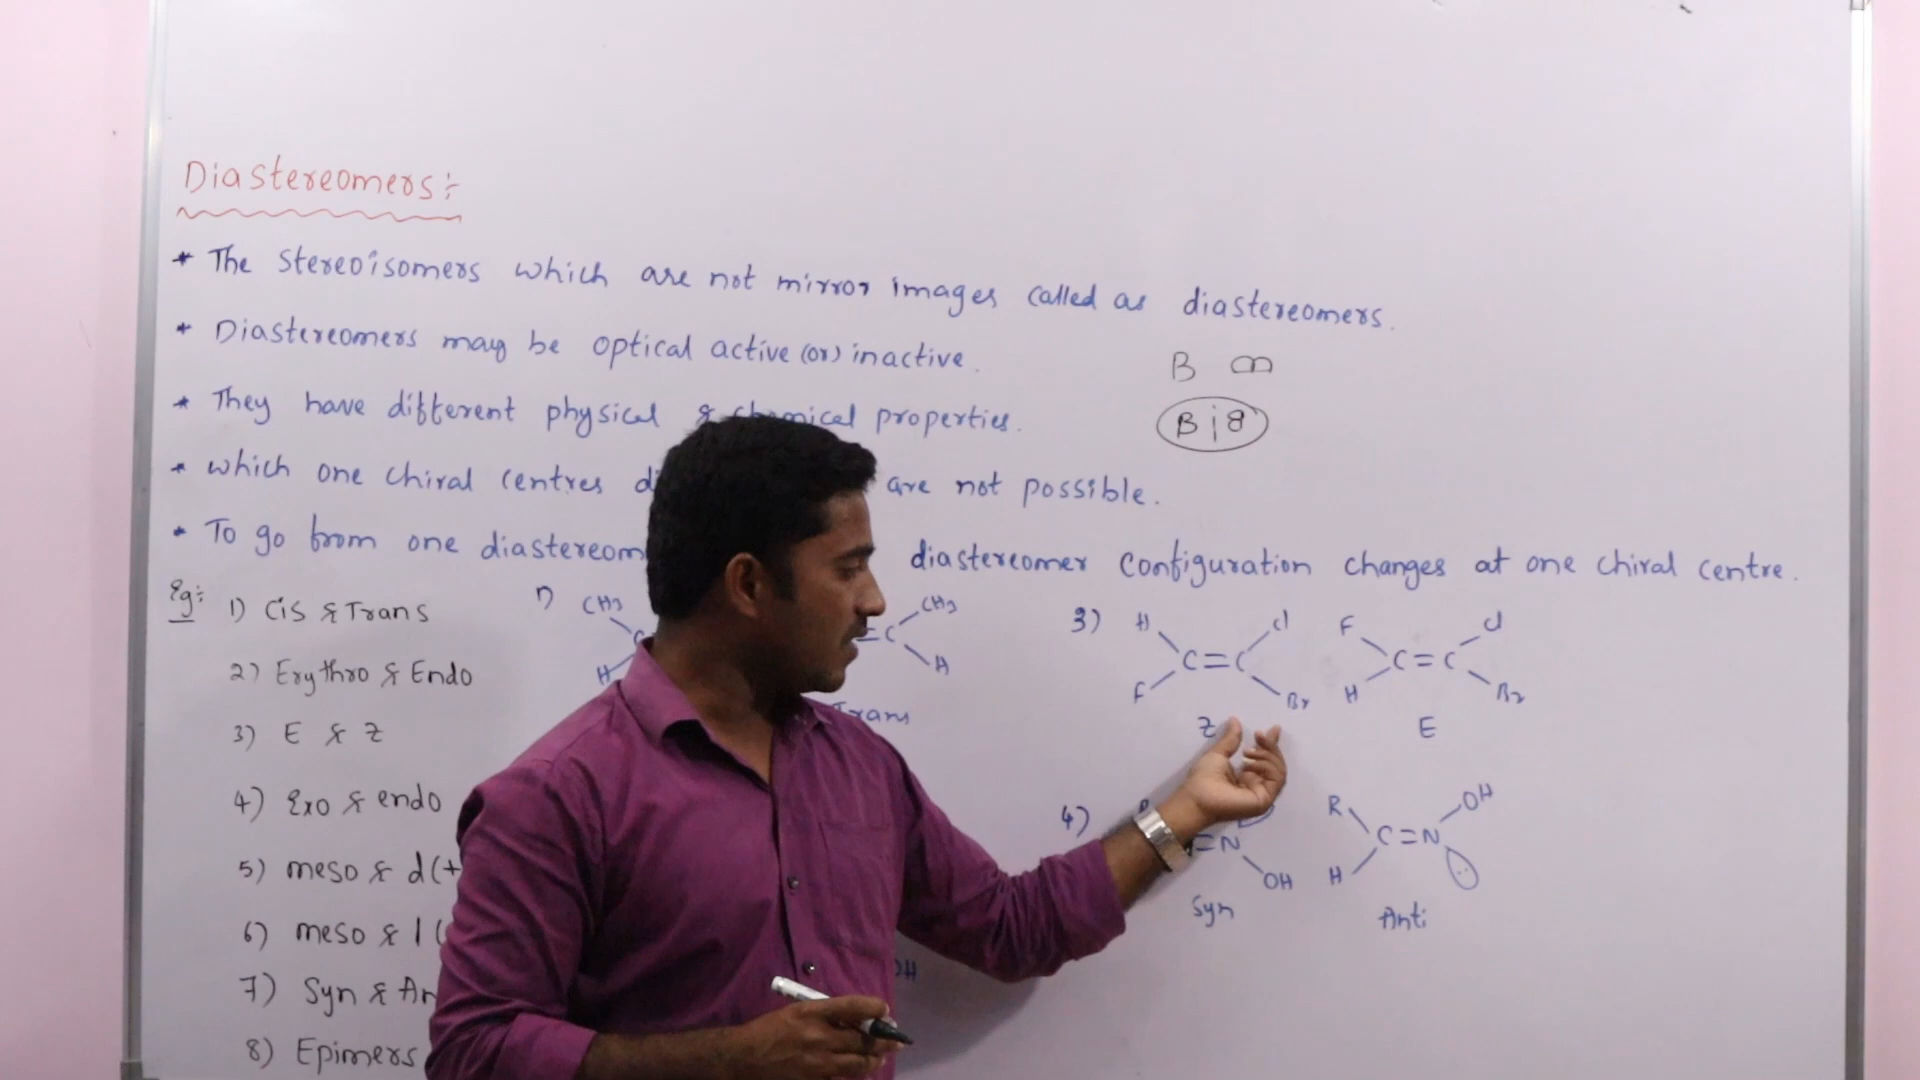 Diastereomers:-
* The stereoisomers which are not mirror images called as diastereomers.
* Diastereomers may be optical active (or) inactive.
* They have different physical & chemical properties.
* which one chiral centres are not possible.
* To go from one diastereom diastereomer configuration changes at one chiral centre.
B
B | 8
Eg:-
1) Cis & Trans
2) Erythro & Endo
3) E & Z
4) Exo & endo
5) meso & d(+
6) meso & l (
7) Syn & An
8) Epimers
1)
CH3
C
H
CH3
=C
H
Trans
3)
H Cl
C=C
F Br
Z
F Cl
C=C
H Br
E
4)
=N
OH
Syn
R OH
C=N
H
Anti
OH